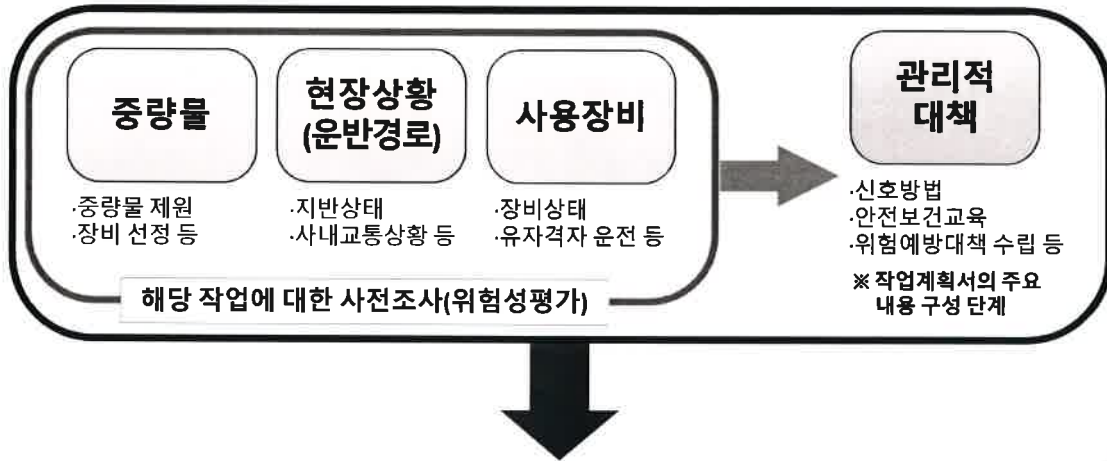 중량물
·중량물 제원
·장비 선정 등
현장상황
(운반경로)
·지반상태
·사내교통상황 등
사용장비
·장비상태
·유자격자 운전 등
해당 작업에 대한 사전조사(위험성평가)
관리적
대책
·신호방법
·안전보건교육
·위험예방대책 수립 등
※ 작업계획서의 주요
내용 구성 단계